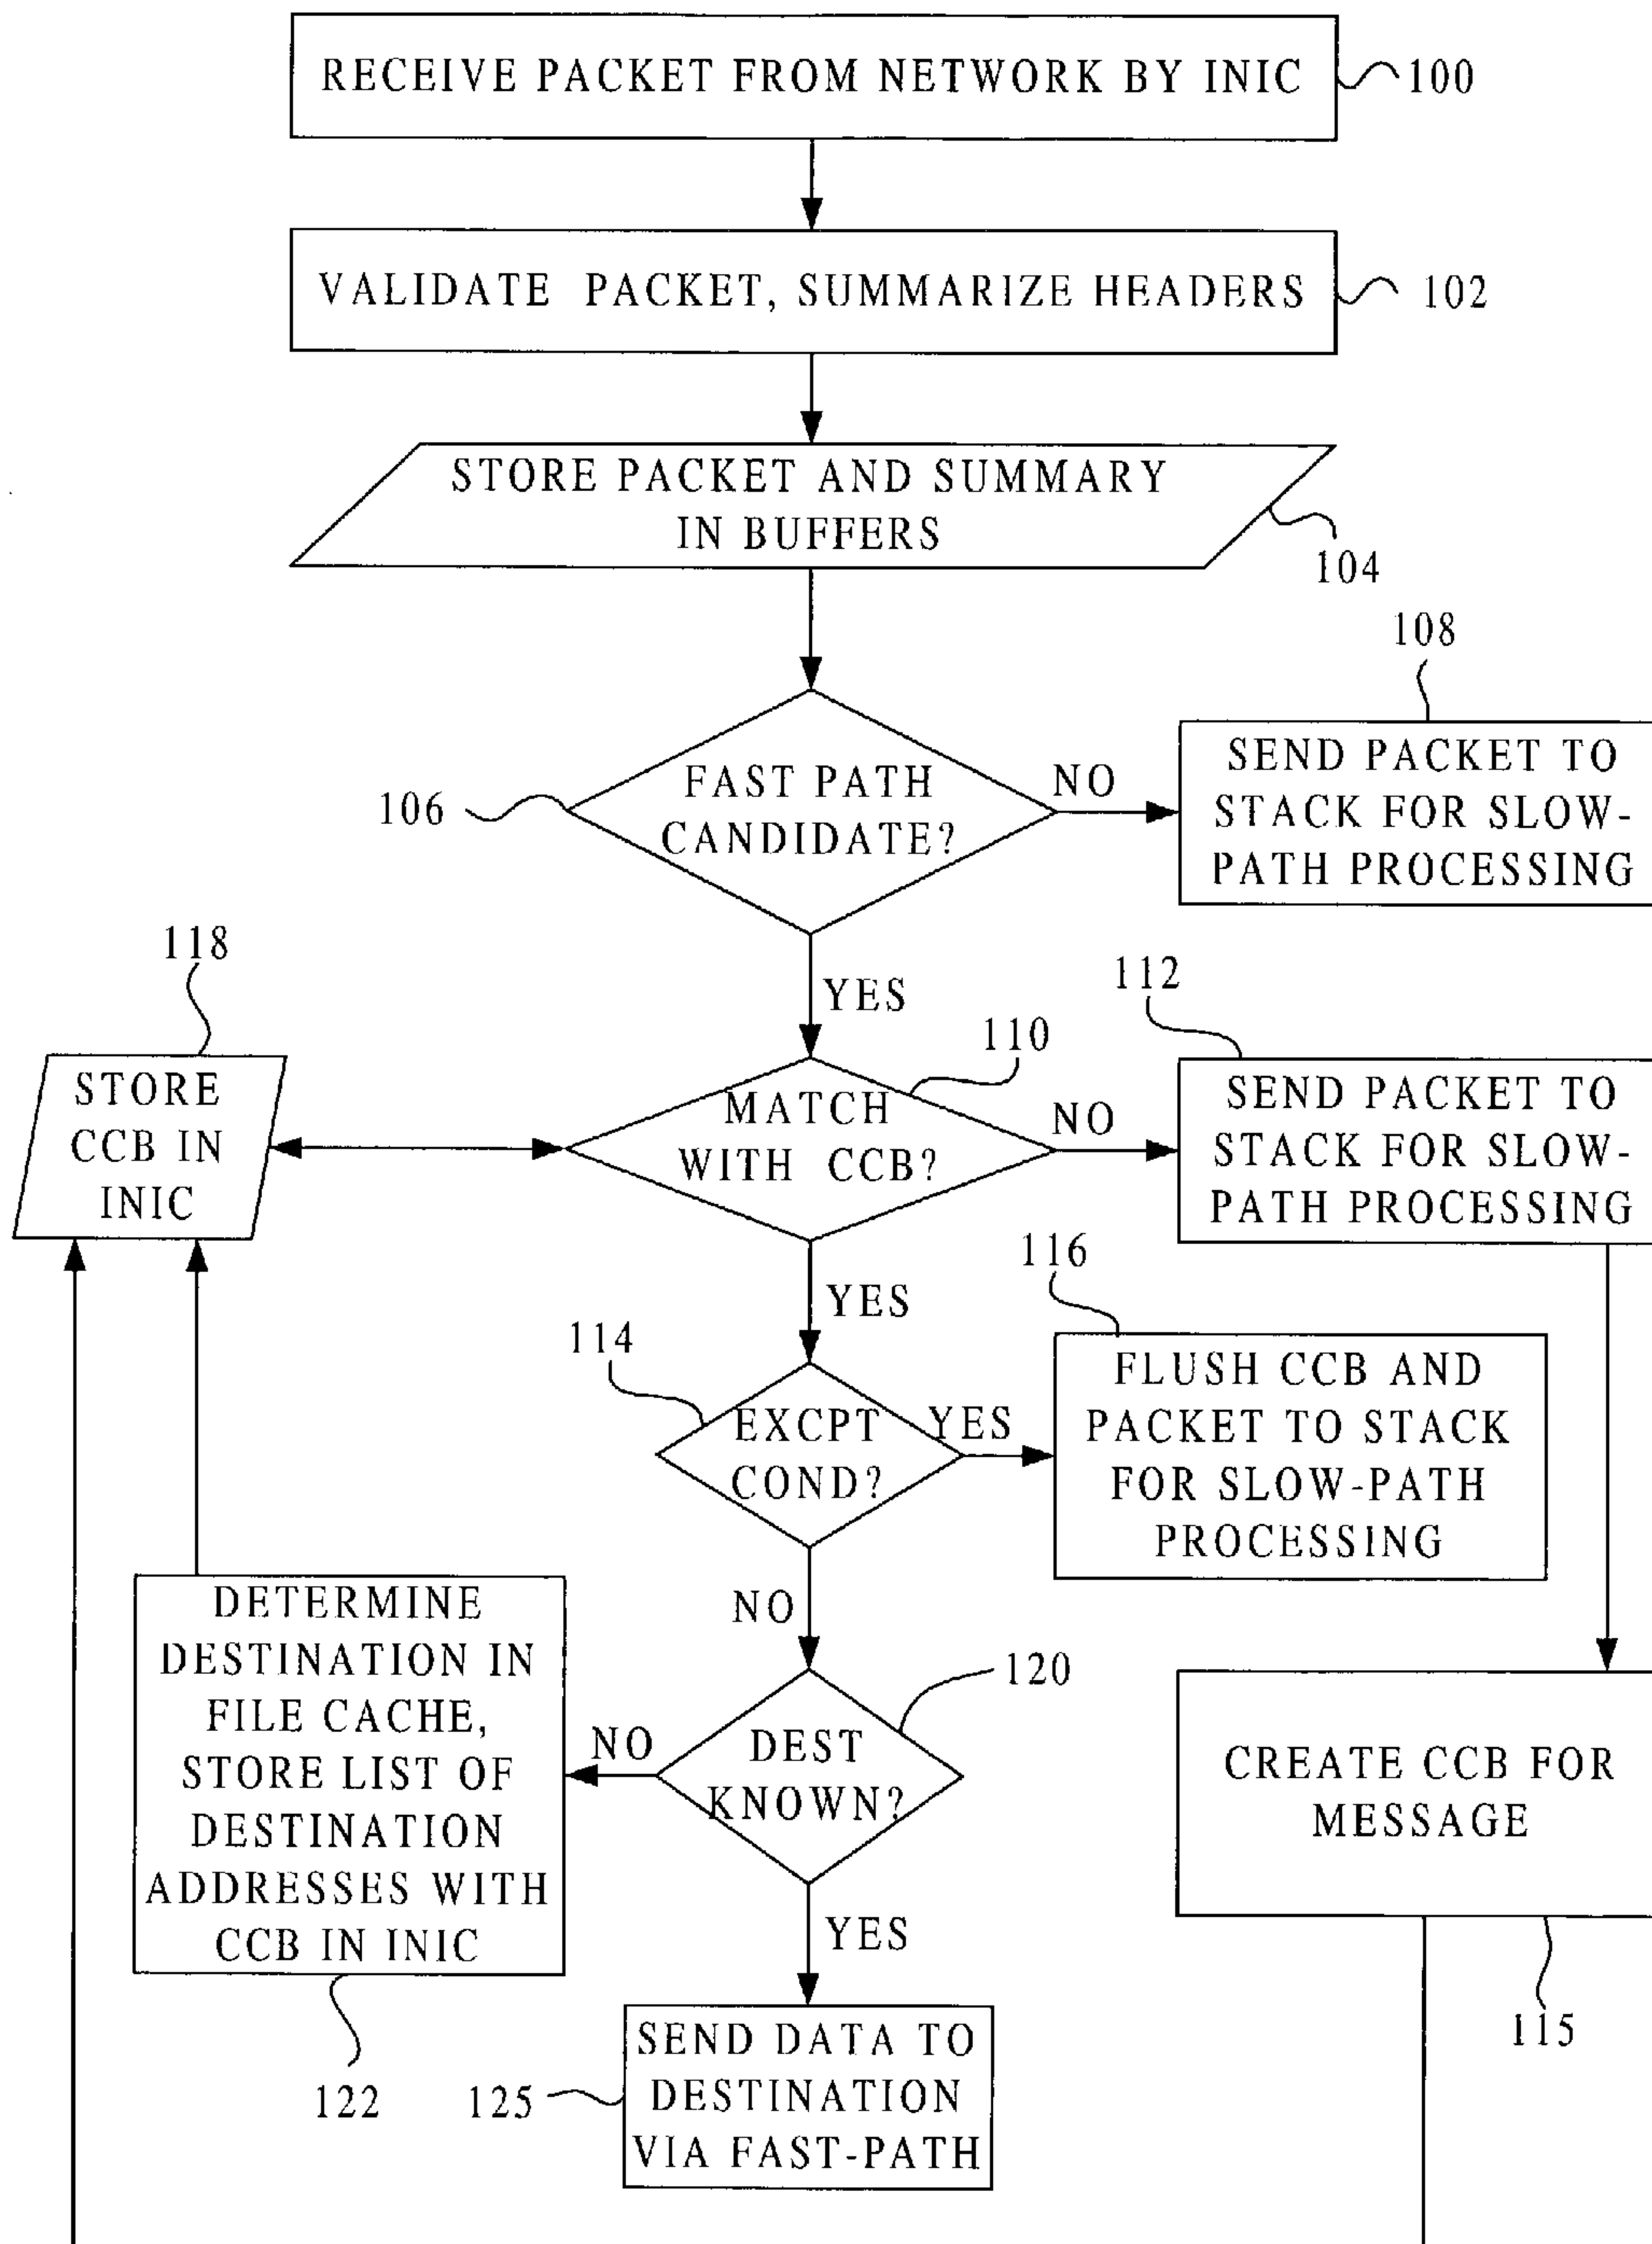 RECEIVE PACKET FROM NETWORK BY INIC
100
VALIDATE PACKET, SUMMARIZE HEADERS
102
STORE PACKET AND SUMMARY
IN BUFFERS
104
108
FAST PATH
CANDIDATE?
106
NO
SEND PACKET TO
STACK FOR SLOW-
PATH PROCESSING
YES
118
STORE
CCB IN
INIC
110
MATCH
WITH CCB?
NO
112
SEND PACKET TO
STACK FOR SLOW-
PATH PROCESSING
YES
114
EXCPT
COND?
YES
116
FLUSH CCB AND
PACKET TO STACK
FOR SLOW-PATH
PROCESSING
NO
DETERMINE
DESTINATION IN
FILE CACHE,
STORE LIST OF
DESTINATION
ADDRESSES WITH
CCB IN INIC
122
NO
DEST
KNOWN?
120
CREATE CCB FOR
MESSAGE
115
YES
SEND DATA TO
DESTINATION
VIA FAST-PATH
125